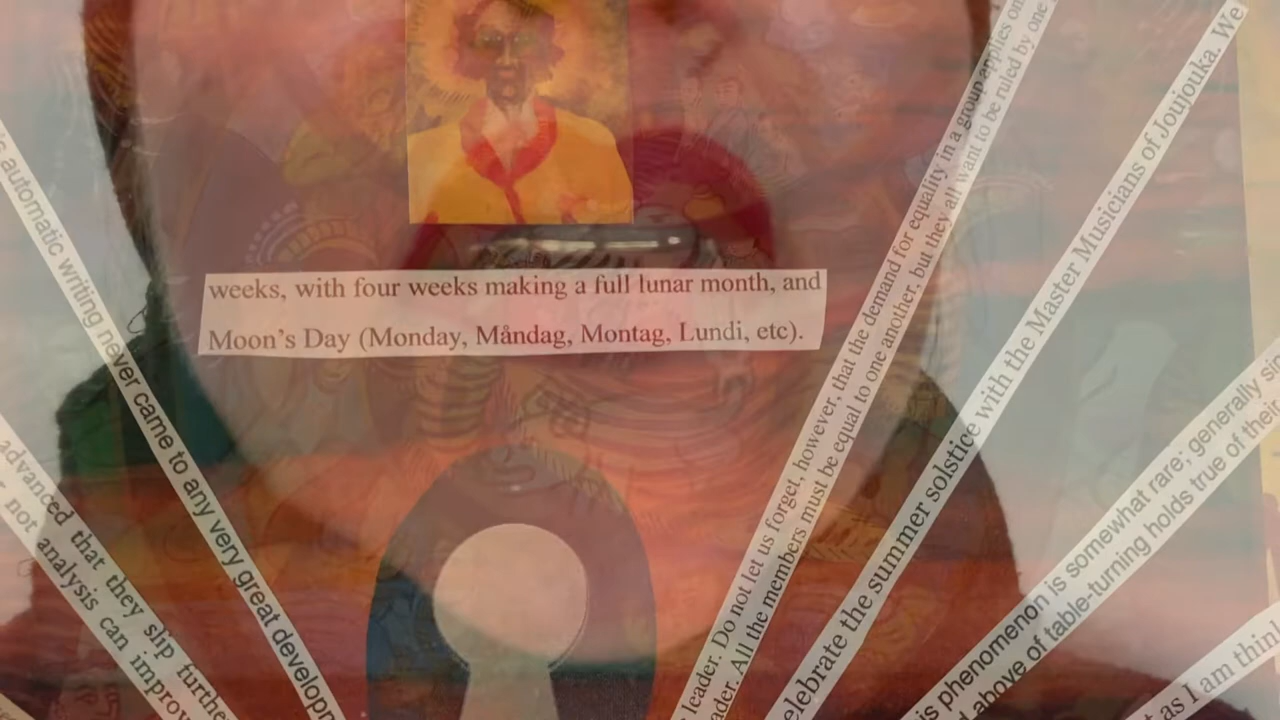 weeks, with four weeks making a full lunar month, and
Moon's Day (Monday, Måndag, Montag, Lundi, etc).
automatic writing never came to any very great developm
advanced that they slip furthe
not analysis can improv
leader. Do not let us forget, however, that the demand for equality in a group applies on
ader. All the members must be equal to one another, but they all want to be ruled by one
elebrate the summer solstice with the Master Musicians of Joujouka. We
is phenomenon is somewhat rare; generally sin
d above of table-turning holds true of their
as I am think